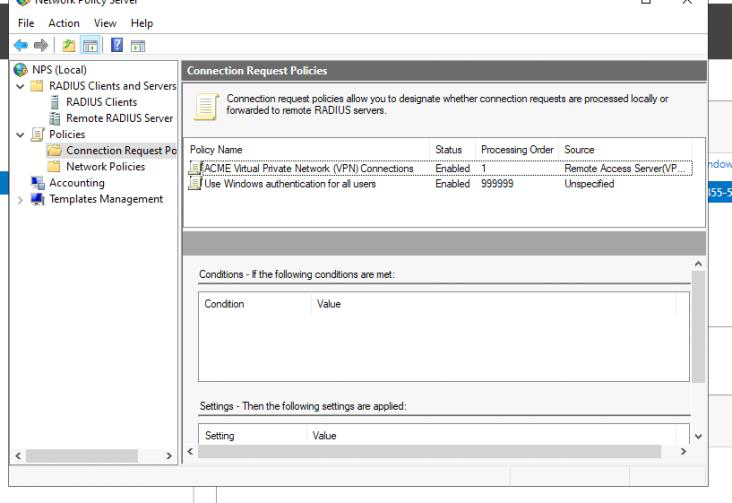 Network Policy Server
File Action View Help
NPS (Local)
RADIUS Clients and Servers
RADIUS Clients
Remote RADIUS Server
Policies
Connection Request Po
Network Policies
Accounting
Templates Management
Connection Request Policies
Connection request policies allow you to designate whether connection requests are processed locally or
forwarded to remote RADIUS servers.
Policy Name Status Processing Order Source
ACME Virtual Private Network (VPN) Connections Enabled 1 Remote Access Server(VP...
Use Windows authentication for all users Enabled 999999 Unspecified
Conditions - If the following conditions are met:
Condition Value
Settings - Then the following settings are applied:
Setting Value
ndow